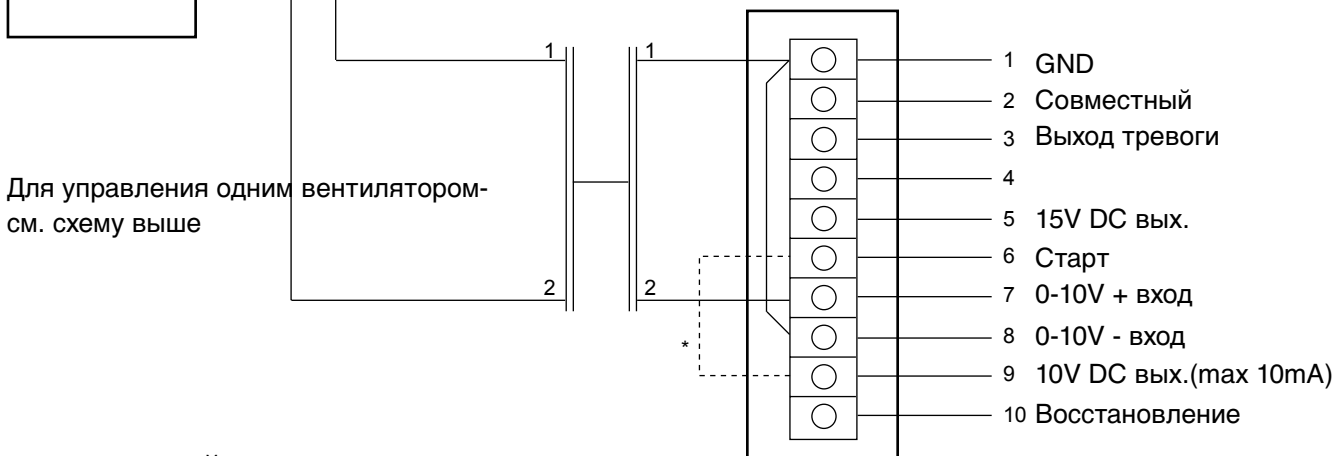 1 1 1 GND
2 Совместный
3 Выход тревоги
4
Для управления одним вентилятором-
см. схему выше
5 15V DC вых.
6 Старт
2 2 7 0-10V + вход
8 0-10V - вход
*
9 10V DC вых.(max 10mA)
10 Восстановление